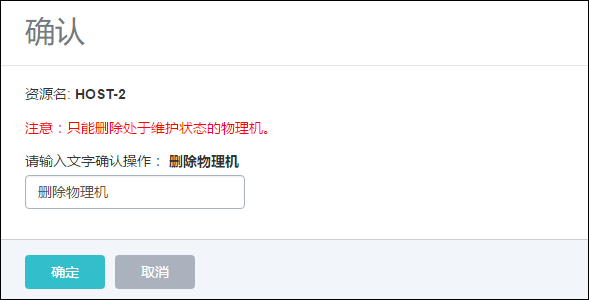 确认
资源名: HOST-2
注意：只能删除处于维护状态的物理机。
请输入文字确认操作： 删除物理机
删除物理机
确定 取消